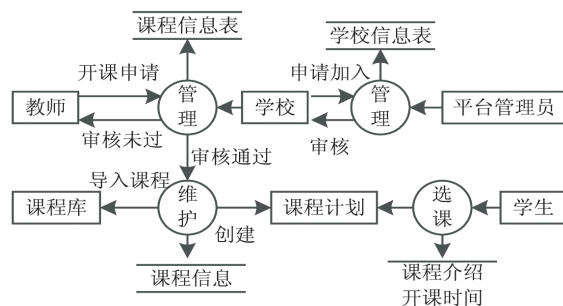 课程信息表
学校信息表
开课申请
申请加入
教师
管理
学校
管理
平台管理员
审核未过
审核
审核通过
导入课程
课程库
维护
课程计划
选课
学生
创建
课程信息
课程介绍
开课时间